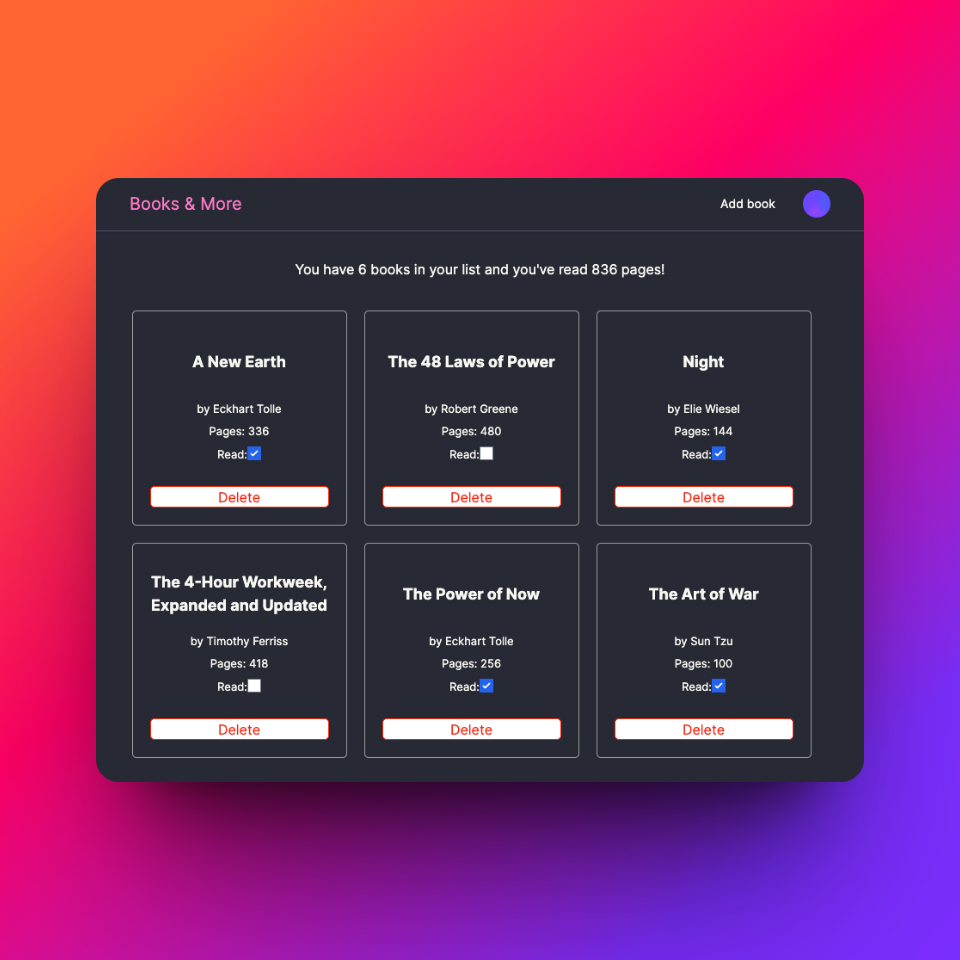 Books & More
Add book
You have 6 books in your list and you've read 836 pages!
A New Earth
by Eckhart Tolle
Pages: 336
Read:
Delete
The 48 Laws of Power
by Robert Greene
Pages: 480
Read:
Delete
Night
by Elie Wiesel
Pages: 144
Read:
Delete
The 4-Hour Workweek,
Expanded and Updated
by Timothy Ferriss
Pages: 418
Read:
Delete
The Power of Now
by Eckhart Tolle
Pages: 256
Read:
Delete
The Art of War
by Sun Tzu
Pages: 100
Read:
Delete